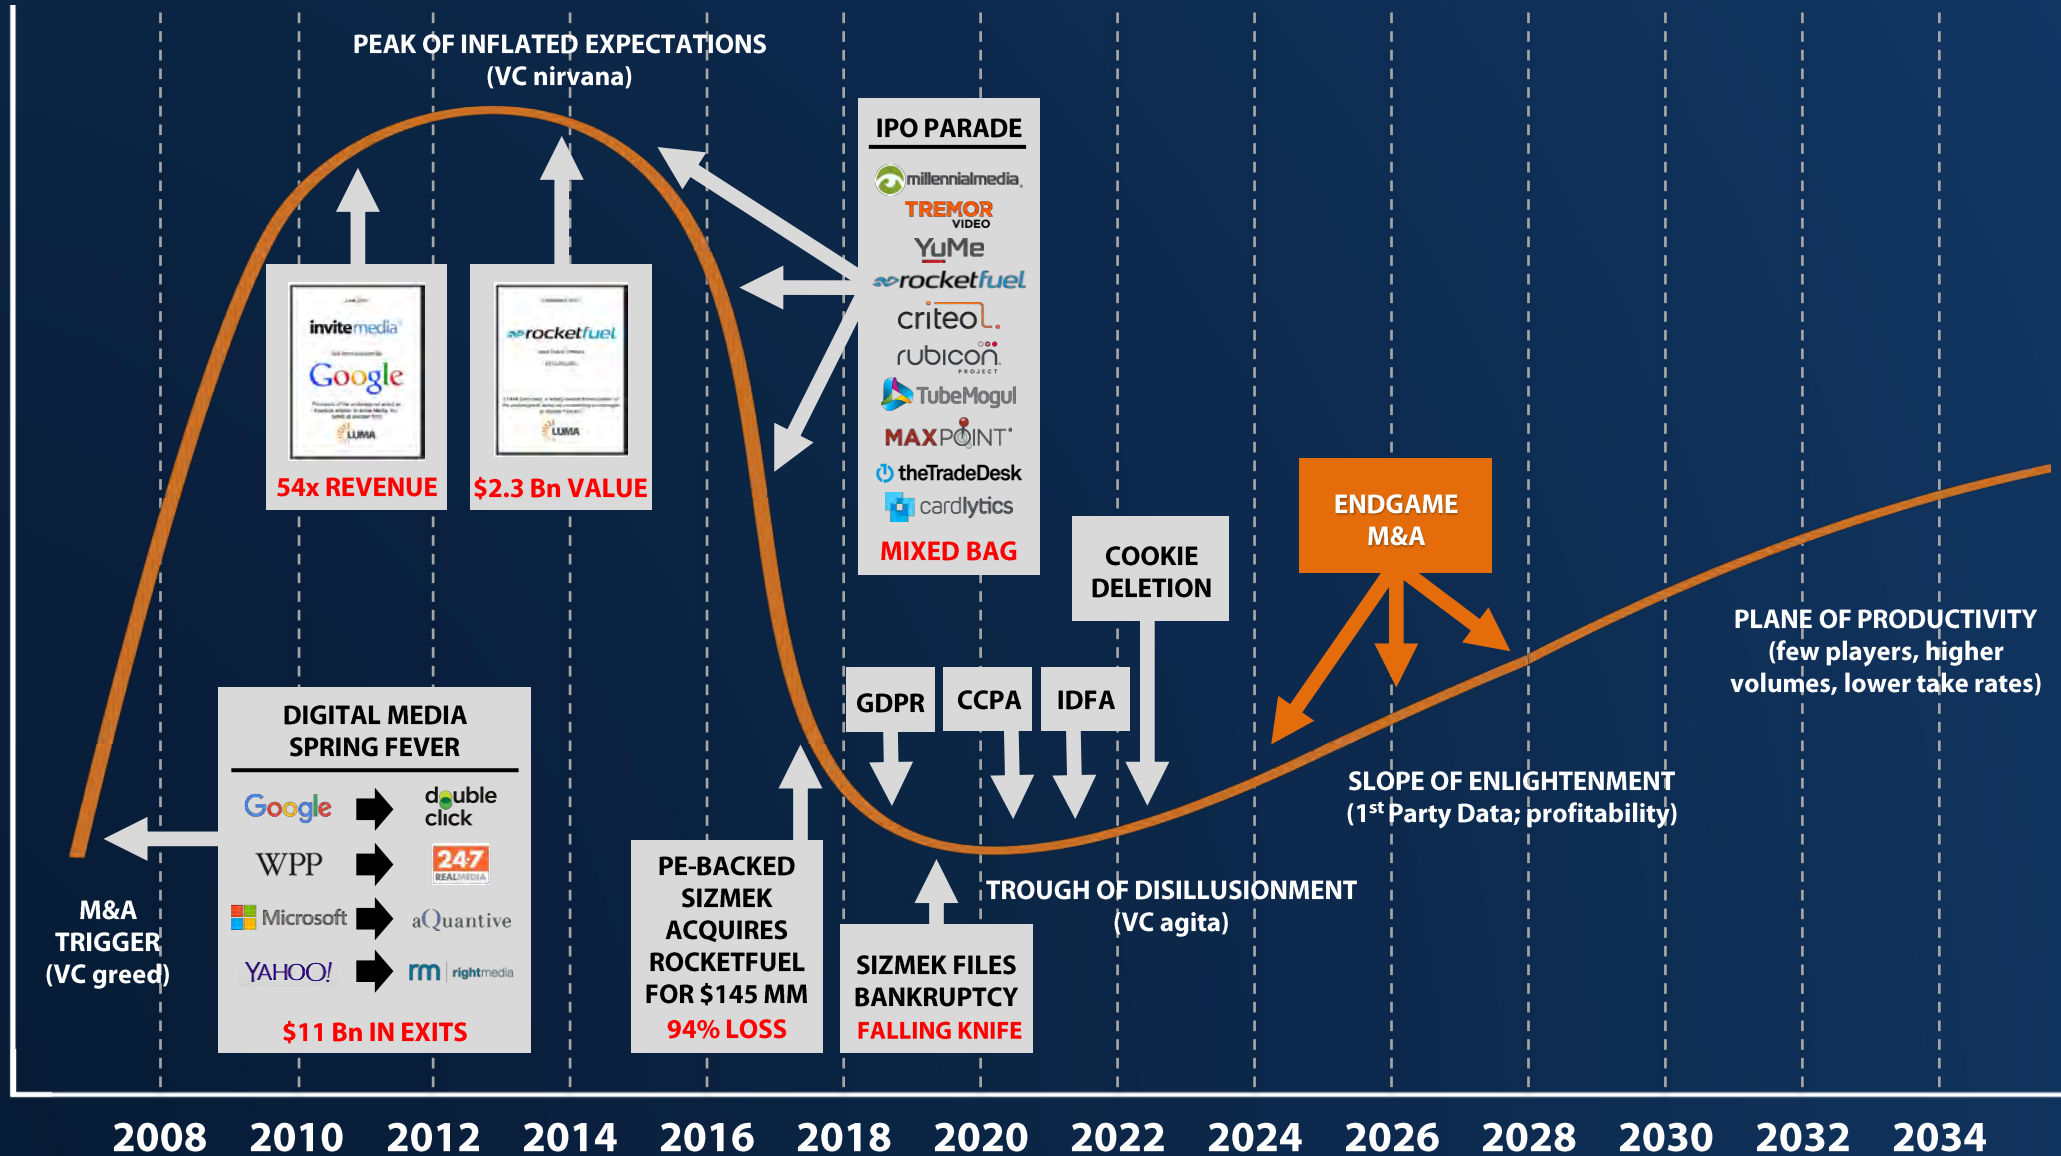 PEAK OF INFLATED EXPECTATIONS
(VC nirvana)
IPO PARADE
millennialmedia
TREMOR
VIDEO
YuMe
rocketfuel
criteo
rubicon
PROJECT
TubeMogul
MAXPOINT
theTradeDesk
cardlytics
MIXED BAG
invitemedia
Google
LUMA
54x REVENUE
rocketfuel
LUMA
$2.3 Bn VALUE
ENDGAME
M&A
COOKIE
DELETION
PLANE OF PRODUCTIVITY
(few players, higher
volumes, lower take rates)
GDPR
CCPA
IDFA
DIGITAL MEDIA
SPRING FEVER
Google
double
click
WPP
24·7
REALMEDIA
Microsoft
aQuantive
YAHOO!
rm rightmedia
$11 Bn IN EXITS
SLOPE OF ENLIGHTENMENT
(1st Party Data; profitability)
M&A
TRIGGER
(VC greed)
PE-BACKED
SIZMEK
ACQUIRES
ROCKETFUEL
FOR $145 MM
94% LOSS
TROUGH OF DISILLUSIONMENT
(VC agita)
SIZMEK FILES
BANKRUPTCY
FALLING KNIFE
2008 2010 2012 2014 2016 2018 2020 2022 2024 2026 2028 2030 2032 2034